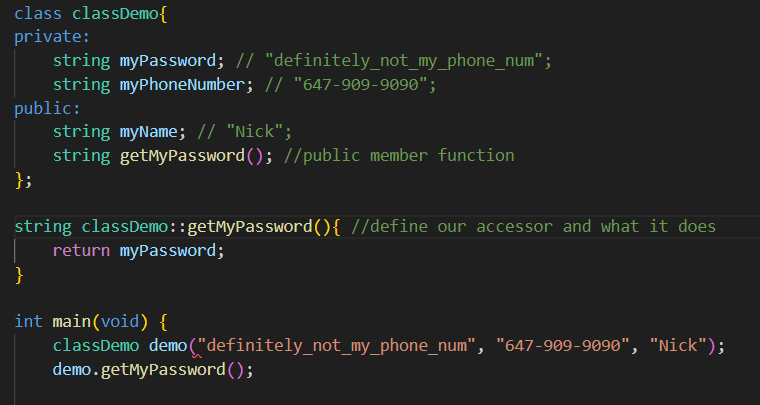 class classDemo{
private:
    string myPassword; // "definitely_not_my_phone_num";
    string myPhoneNumber; // "647-909-9090";
public:
    string myName; // "Nick";
    string getMyPassword(); //public member function
};

string classDemo::getMyPassword(){ //define our accessor and what it does
    return myPassword;
}

int main(void) {
    classDemo demo("definitely_not_my_phone_num", "647-909-9090", "Nick");
    demo.getMyPassword();